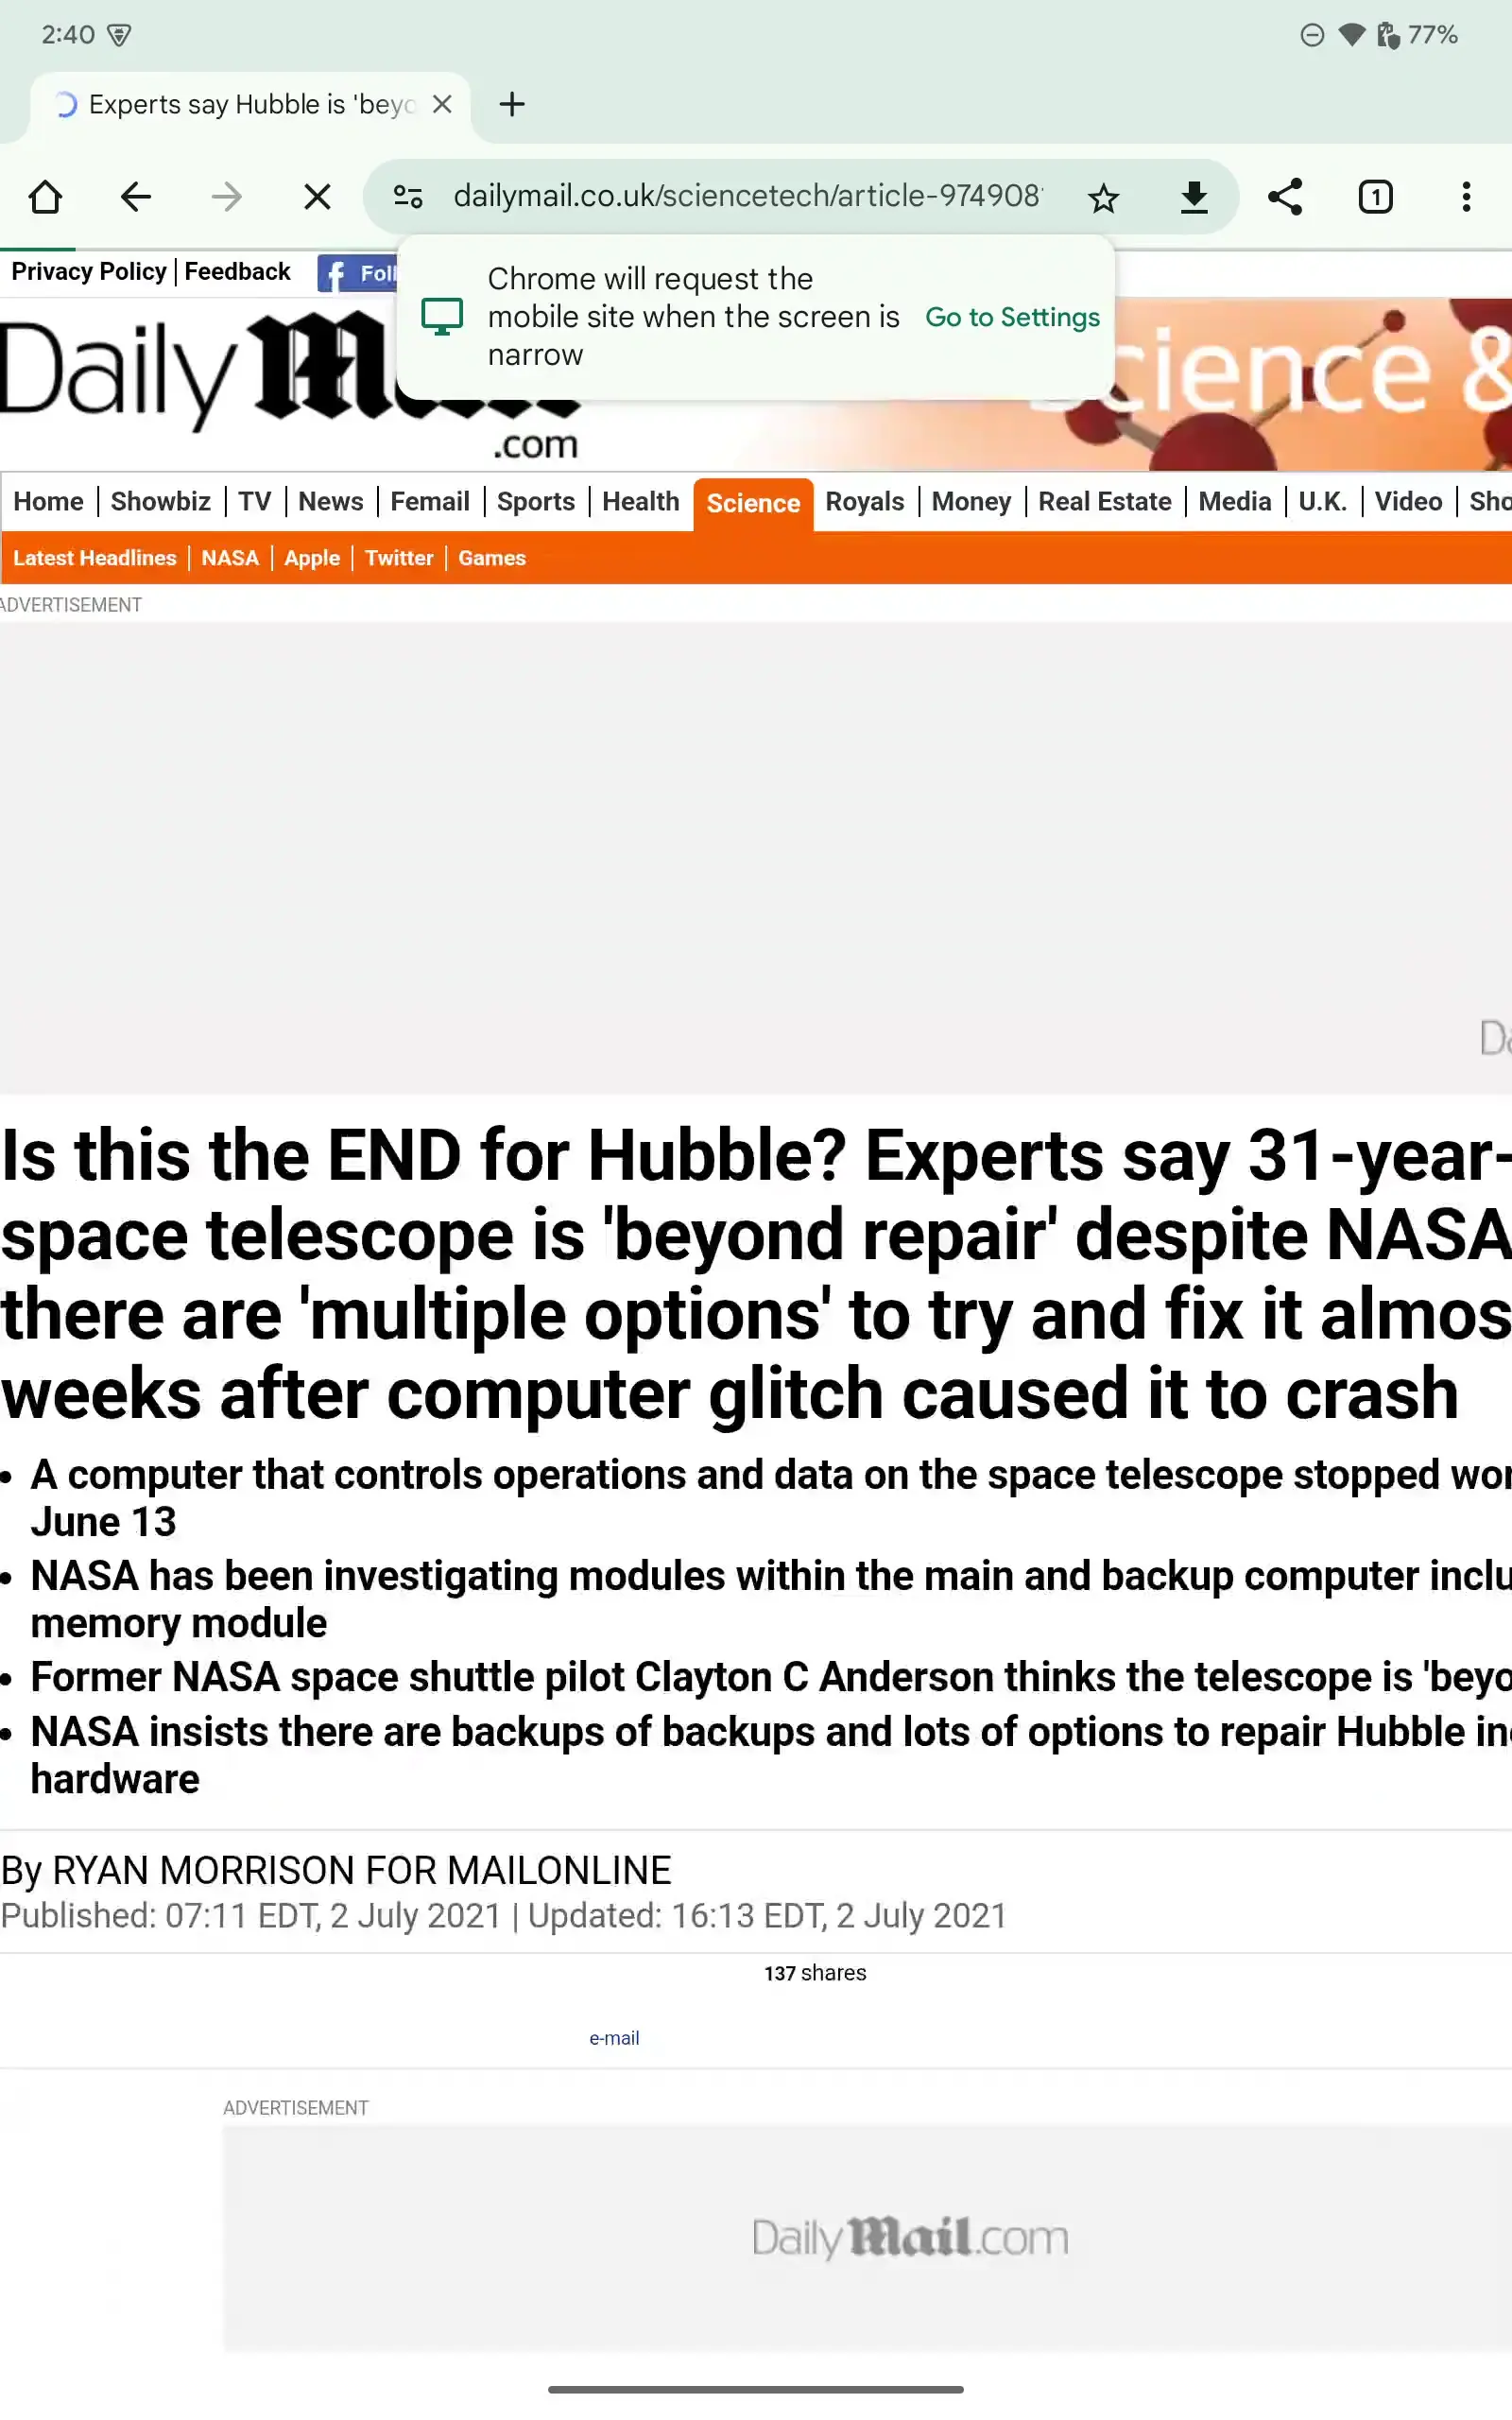 2:40
77%
Experts say Hubble is 'beyo
dailymail.co.uk/sciencetech/article-974908
1
Privacy Policy | Feedback
Foll
Chrome will request the
mobile site when the screen is
narrow
Go to Settings
Daily Mail
.com
Science &
Home | Showbiz | TV | News | Femail | Sports | Health | Science | Royals | Money | Real Estate | Media | U.K. | Video | Sho
Latest Headlines | NASA | Apple | Twitter | Games
ADVERTISEMENT
Da
Is this the END for Hubble? Experts say 31-year-
space telescope is 'beyond repair' despite NASA
there are 'multiple options' to try and fix it almos
weeks after computer glitch caused it to crash
• A computer that controls operations and data on the space telescope stopped wor
June 13
• NASA has been investigating modules within the main and backup computer inclu
memory module
• Former NASA space shuttle pilot Clayton C Anderson thinks the telescope is 'beyo
• NASA insists there are backups of backups and lots of options to repair Hubble in
hardware
By RYAN MORRISON FOR MAILONLINE
Published: 07:11 EDT, 2 July 2021 | Updated: 16:13 EDT, 2 July 2021
137 shares
e-mail
ADVERTISEMENT
Daily Mail.com